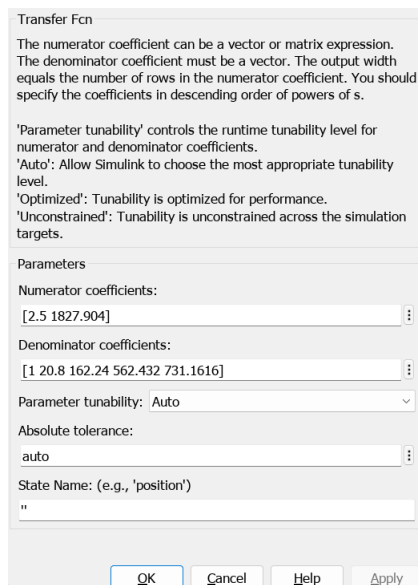 Transfer Fcn
The numerator coefficient can be a vector or matrix expression.
The denominator coefficient must be a vector. The output width
equals the number of rows in the numerator coefficient. You should
specify the coefficients in descending order of powers of s.
'Parameter tunability' controls the runtime tunability level for
numerator and denominator coefficients.
'Auto': Allow Simulink to choose the most appropriate tunability
level.
'Optimized': Tunability is optimized for performance.
'Unconstrained': Tunability is unconstrained across the simulation
targets.
Parameters
Numerator coefficients:
[2.5 1827.904]
Denominator coefficients:
[1 20.8 162.24 562.432 731.1616]
Parameter tunability: Auto
Absolute tolerance:
auto
State Name: (e.g., 'position')
''
OK Cancel Help Apply